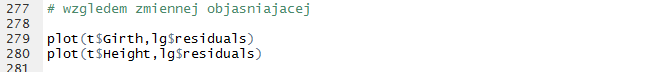 277 # wzgledem zmiennej objasniajacej
278
279 plot(t$Girth,lg$residuals)
280 plot(t$Height,lg$residuals)
281